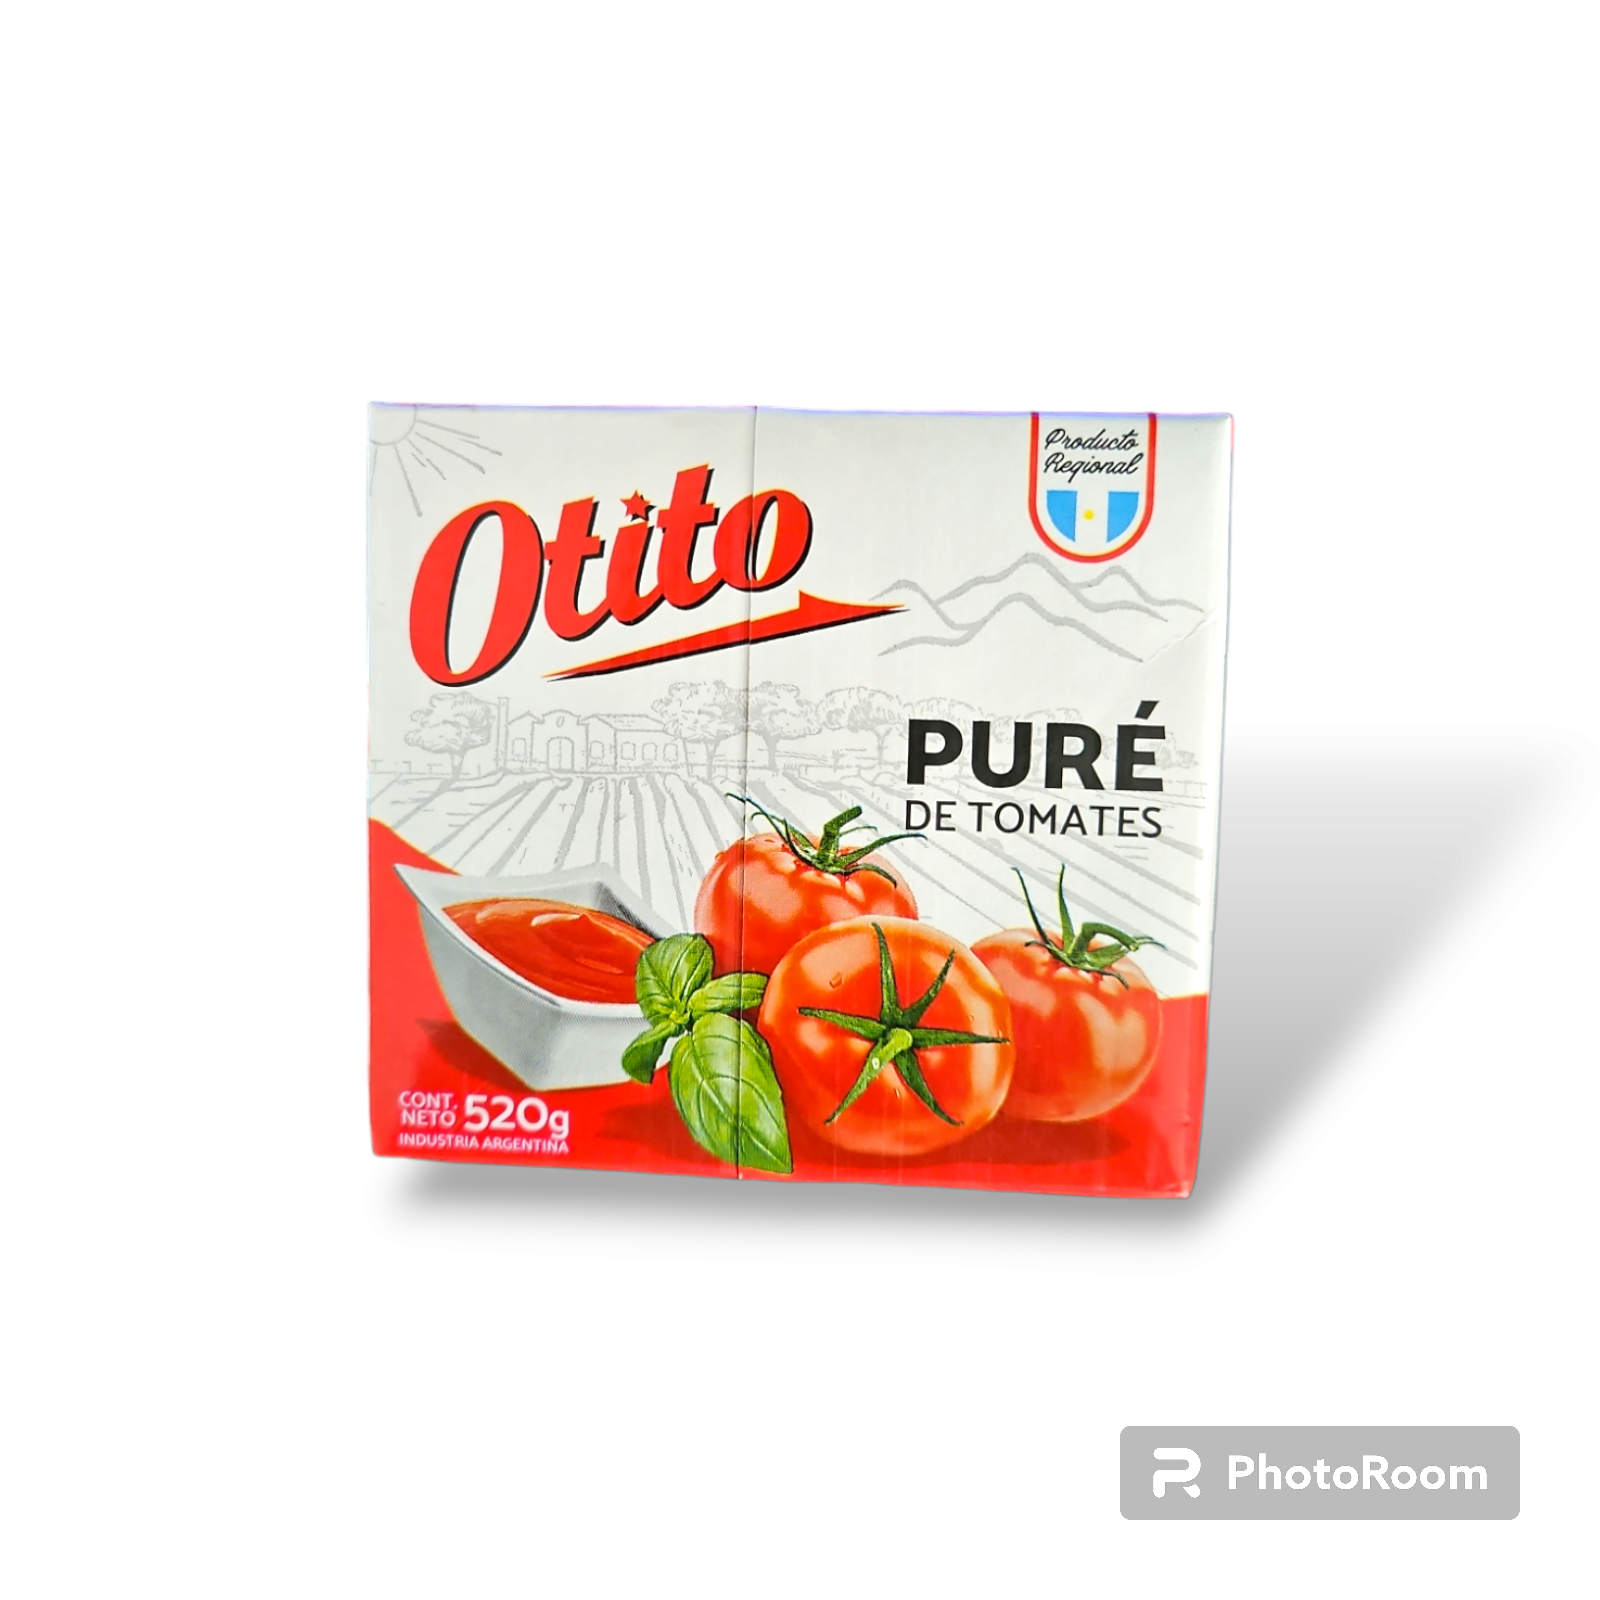 Otito
Producto
Regional
PURÉ
DE TOMATES
CONT.
NETO 520g
INDUSTRIA ARGENTINA
PhotoRoom